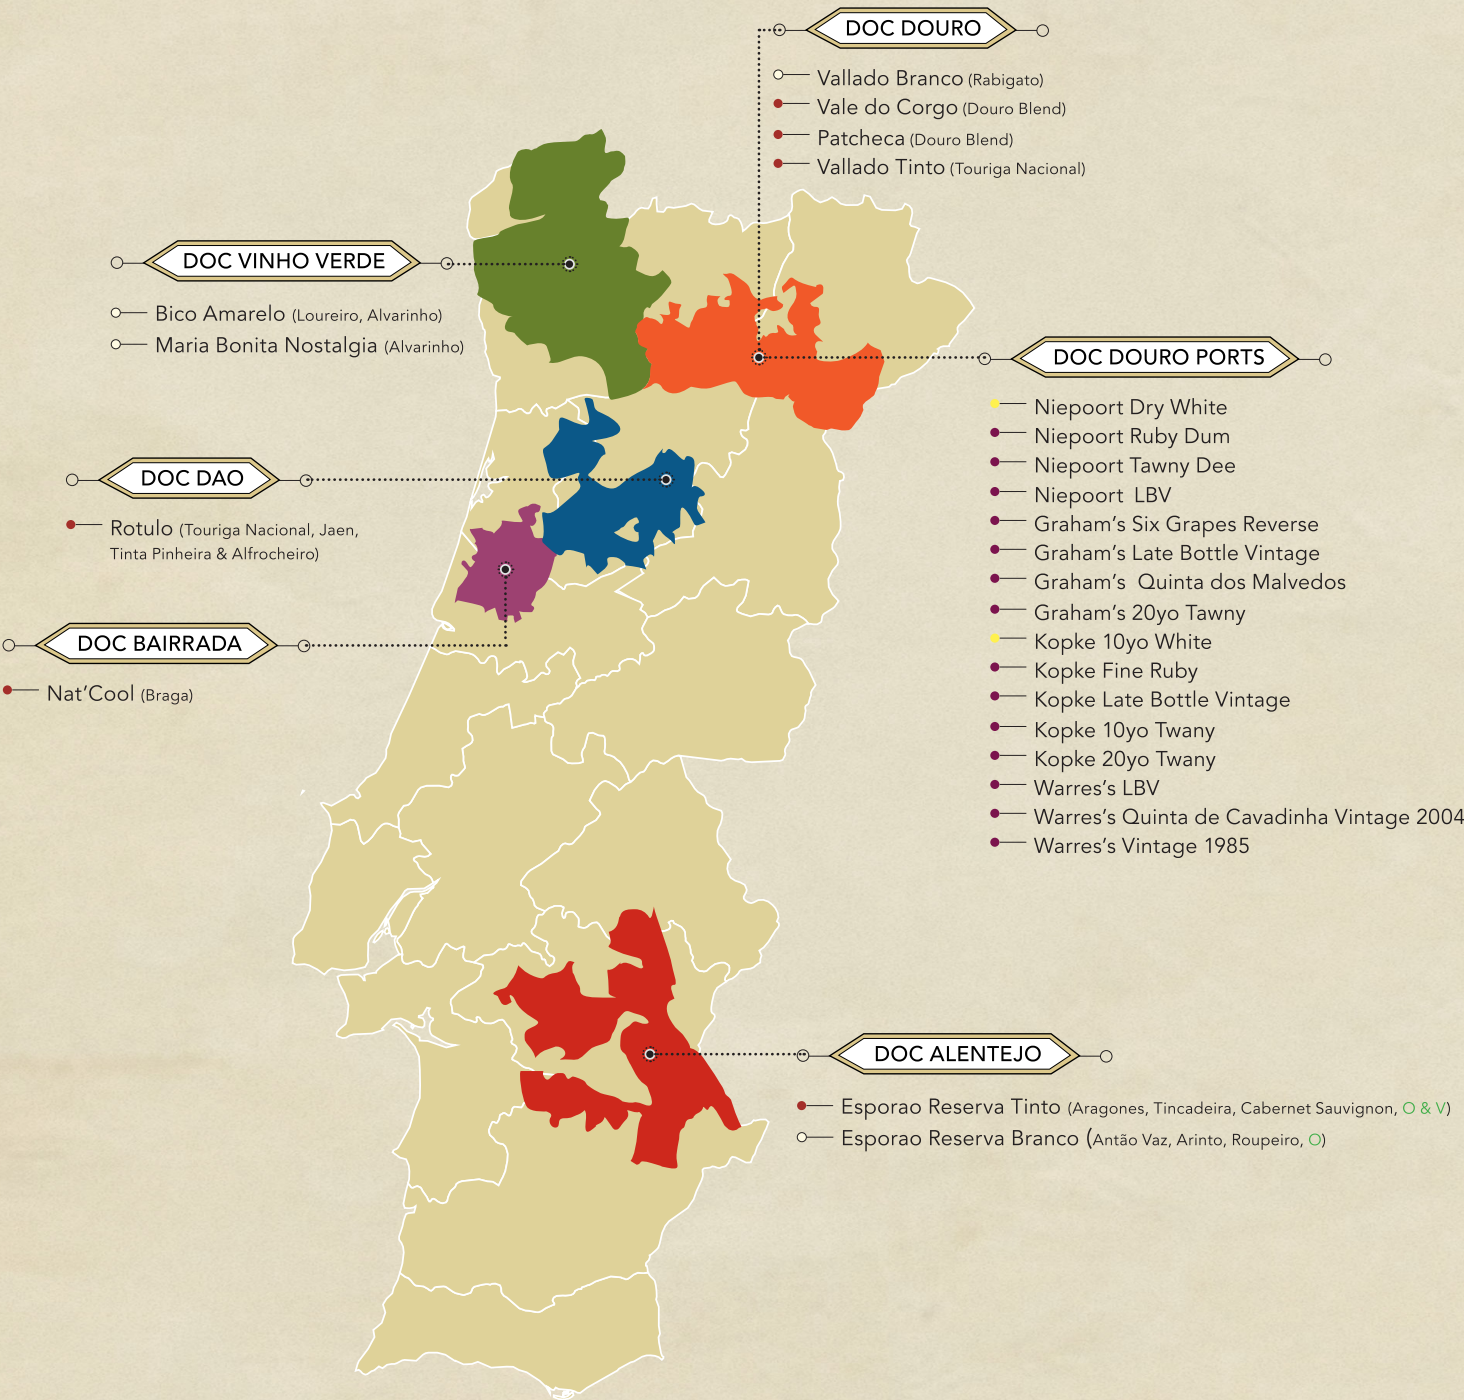 DOC DOURO
Vallado Branco (Rabigato)
Vale do Corgo (Douro Blend)
Patcheca (Douro Blend)
Vallado Tinto (Touriga Nacional)
DOC VINHO VERDE
Bico Amarelo (Loureiro, Alvarinho)
Maria Bonita Nostalgia (Alvarinho)
DOC DOURO PORTS
Niepoort Dry White
Niepoort Ruby Dum
Niepoort Tawny Dee
Niepoort LBV
Graham's Six Grapes Reverse
Graham's Late Bottle Vintage
Graham's Quinta dos Malvedos
Graham's 20yo Tawny
Kopke 10yo White
Kopke Fine Ruby
Kopke Late Bottle Vintage
Kopke 10yo Twany
Kopke 20yo Twany
Warres's LBV
Warres's Quinta de Cavadinha Vintage 2004
Warres's Vintage 1985
DOC DAO
Rotulo (Touriga Nacional, Jaen,
Tinta Pinheira & Alfrocheiro)
DOC BAIRRADA
Nat'Cool (Braga)
DOC ALENTEJO
Esporao Reserva Tinto (Aragones, Tincadeira, Cabernet Sauvignon, O & V)
Esporao Reserva Branco (Antão Vaz, Arinto, Roupeiro, O)